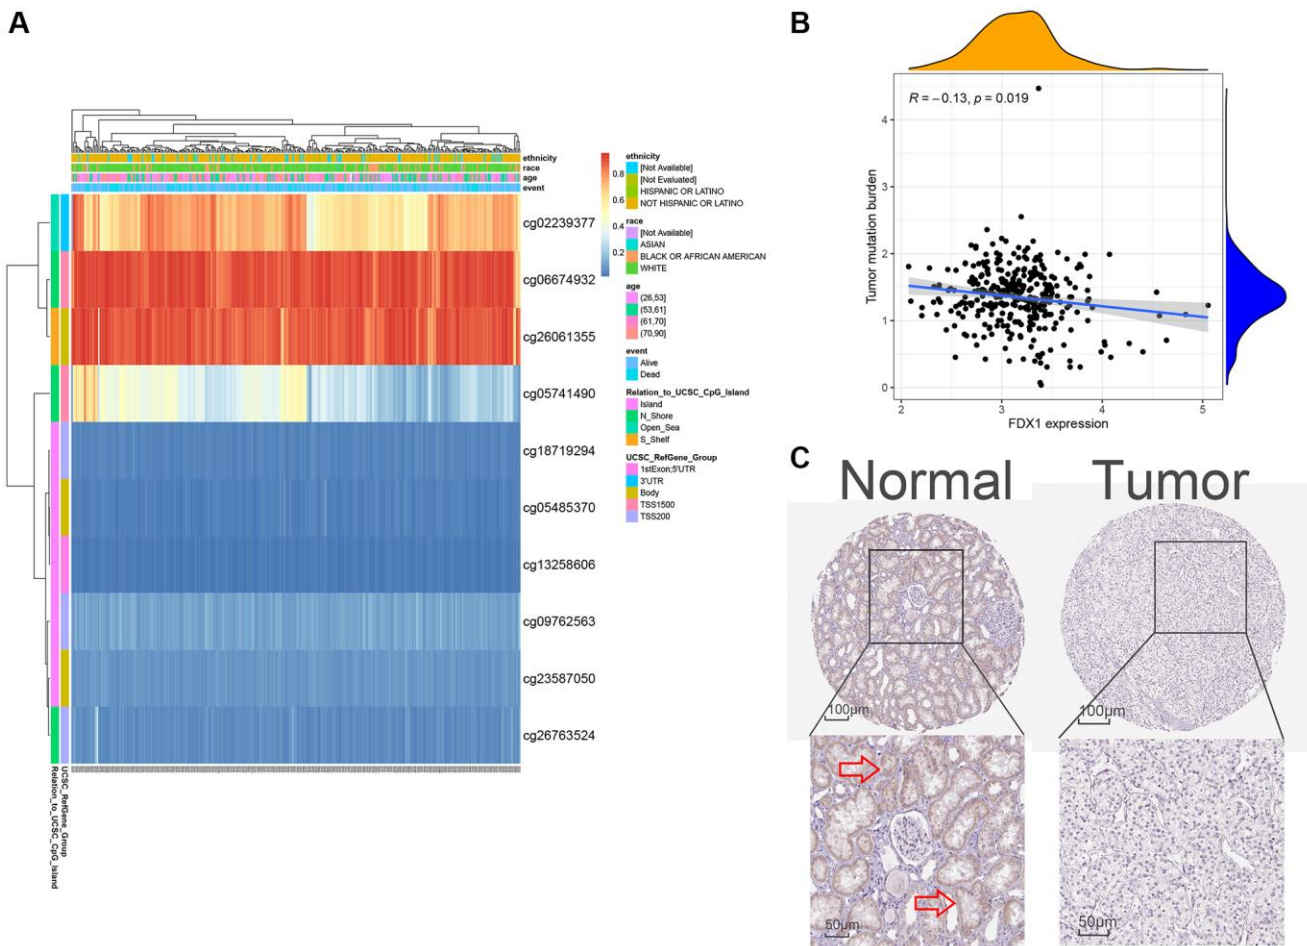 A
ethnicity
race
age
event
cg02239377
cg06674932
cg26061355
cg05741490
cg18719294
cg05485370
cg13258606
cg09762563
cg23587050
cg26763524
UCSC_RefGene_Group
Relation_to_UCSC_CpG_Island
0.8
0.6
0.4
0.2
ethnicity
[Not Available]
[Not Evaluated]
HISPANIC OR LATINO
NOT HISPANIC OR LATINO
race
[Not Available]
ASIAN
BLACK OR AFRICAN AMERICAN
WHITE
age
(26,53]
(53,61]
(61,70]
(70,90]
event
Alive
Dead
Relation_to_UCSC_CpG_Island
Island
N_Shore
Open_Sea
S_Shelf
UCSC_RefGene_Group
1stExon;5'UTR
3'UTR
Body
TSS1500
TSS200
B
R = −0.13, p = 0.019
Tumor mutation burden
4
3
2
1
0
2
3
4
5
FDX1 expression
C
Normal
Tumor
100μm
100μm
50μm
50μm